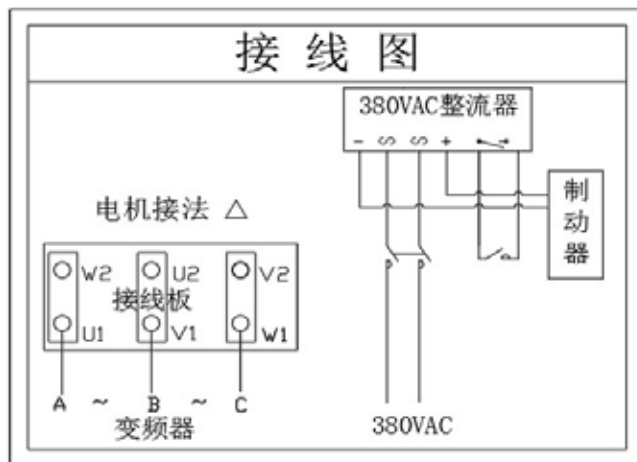 接线图
380VAC整流器
- ∽ ∽ +
制动器
电机接法 △
W2 U2 V2
接线板
U1 V1 W1
A ~ B ~ C
变频器
380VAC